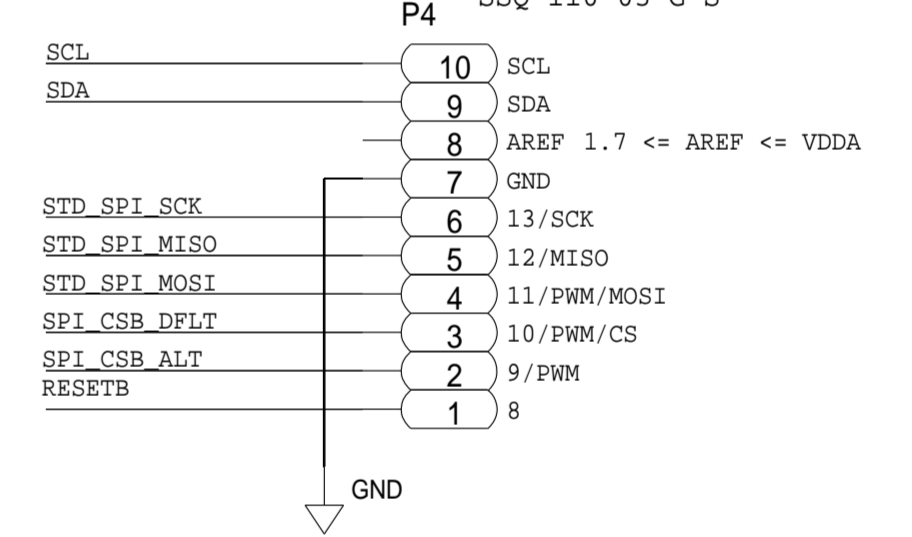 P4
SCL 10 SCL
SDA 9 SDA
8 AREF 1.7 <= AREF <= VDDA
7 GND
STD_SPI_SCK 6 13/SCK
STD_SPI_MISO 5 12/MISO
STD_SPI_MOSI 4 11/PWM/MOSI
SPI_CSB_DFLT 3 10/PWM/CS
SPI_CSB_ALT 2 9/PWM
RESETB 1 8
GND